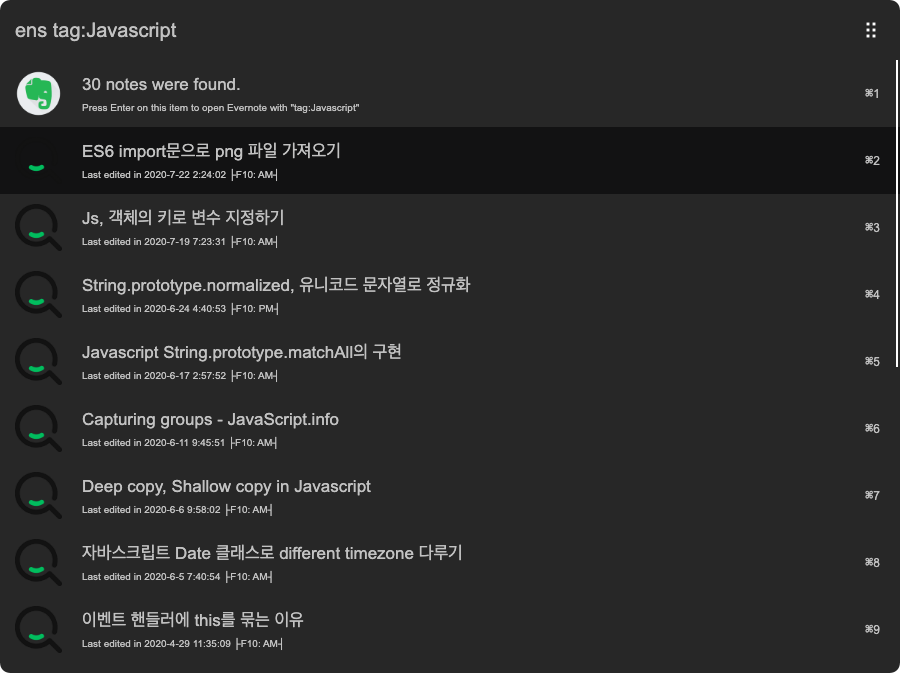 ens tag:Javascript
30 notes were found.
Press Enter on this item to open Evernote with "tag:Javascript"
⌘1
ES6 import문으로 png 파일 가져오기
Last edited in 2020-7-22 2:24:02 ├F10: AM┤
⌘2
Js, 객체의 키로 변수 지정하기
Last edited in 2020-7-19 7:23:31 ├F10: AM┤
⌘3
String.prototype.normalized, 유니코드 문자열로 정규화
Last edited in 2020-6-24 4:40:53 ├F10: PM┤
⌘4
Javascript String.prototype.matchAll의 구현
Last edited in 2020-6-17 2:57:52 ├F10: AM┤
⌘5
Capturing groups - JavaScript.info
Last edited in 2020-6-11 9:45:51 ├F10: AM┤
⌘6
Deep copy, Shallow copy in Javascript
Last edited in 2020-6-6 9:58:02 ├F10: AM┤
⌘7
자바스크립트 Date 클래스로 different timezone 다루기
Last edited in 2020-6-5 7:40:54 ├F10: AM┤
⌘8
이벤트 핸들러에 this를 묶는 이유
Last edited in 2020-4-29 11:35:09 ├F10: AM┤
⌘9